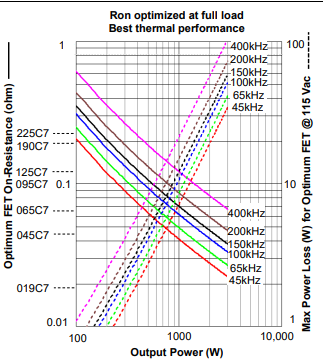 Ron optimized at full load
Best thermal performance
Optimum FET On-Resistance (ohm)
1
0.1
0.01
225C7
190C7
125C7
095C7
065C7
045C7
019C7
400kHz
200kHz
150kHz
100kHz
65kHz
45kHz
400kHz
200kHz
150kHz
100kHz
65kHz
45kHz
100
10
1
Max Power Loss (W) for Optimum FET @ 115 Vac
100
1000
10,000
Output Power (W)